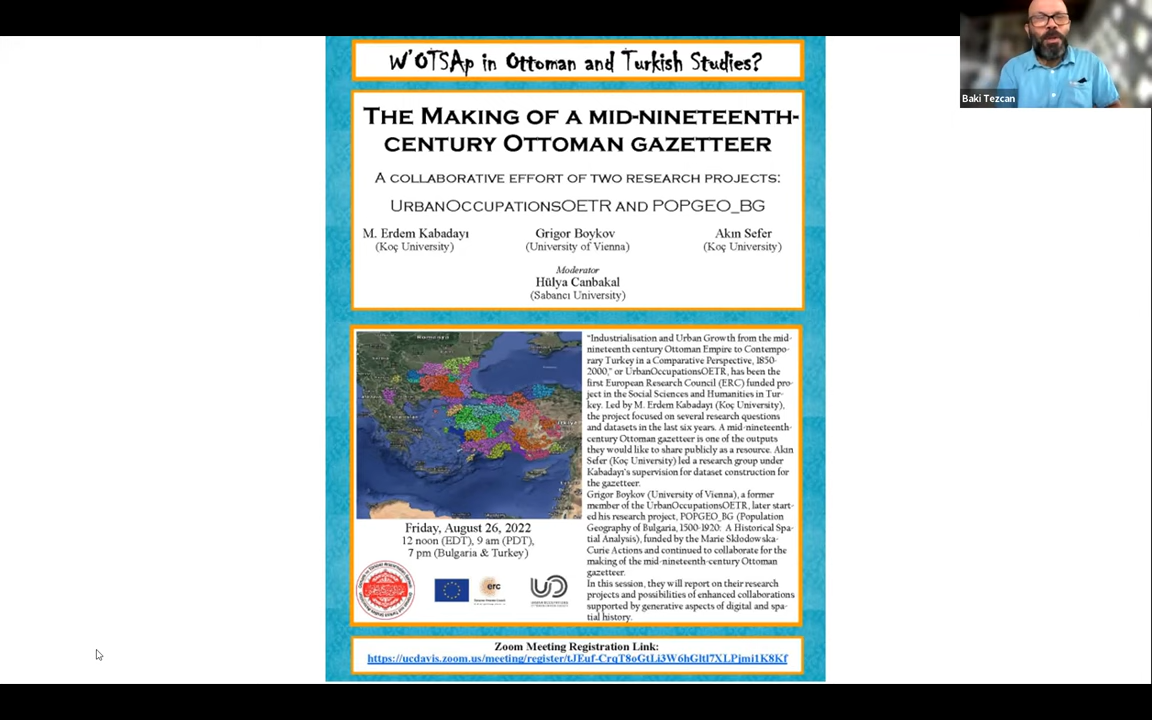 Baki Tezcan
W'OTSAp in Ottoman and Turkish Studies?
THE MAKING OF A MID-NINETEENTH-
CENTURY OTTOMAN GAZETTEER
A COLLABORATIVE EFFORT OF TWO RESEARCH PROJECTS:
URBANOCCUPATIONSOETR AND POPGEO_BG
M. Erdem Kabadayı
(Koç University)
Grigor Boykov
(University of Vienna)
Akın Sefer
(Koç University)
Moderator
Hülya Canbakal
(Sabancı University)
"Industrialisation and Urban Growth from the mid-
nineteenth century Ottoman Empire to Contempo-
rary Turkey in a Comparative Perspective, 1850-
2000," or UrbanOccupationsOETR, has been the
first European Research Council (ERC) funded pro-
ject in the Social Sciences and Humanities in Tur-
key. Led by M. Erdem Kabadayı (Koç University),
the project focused on several research questions
and datasets in the last six years. A mid-nineteenth-
century Ottoman gazetteer is one of the outputs
they would like to share publicly as a resource. Akın
Sefer (Koç University) led a research group under
Kabadayı's supervision for dataset construction for
the gazetteer.
Grigor Boykov (University of Vienna), a former
member of the UrbanOccupationsOETR, later start-
ed his research project, POPGEO_BG (Population
Geography of Bulgaria, 1500-1920: A Historical Spa-
tial Analysis), funded by the Marie Skłodowska-
Curie Actions and continued to collaborate for the
making of the mid-nineteenth-century Ottoman
gazetteer.
In this session, they will report on their research
projects and possibilities of enhanced collaborations
supported by generative aspects of digital and spa-
tial history.
Friday, August 26, 2022
12 noon (EDT), 9 am (PDT),
7 pm (Bulgaria & Turkey)
erc
Zoom Meeting Registration Link: